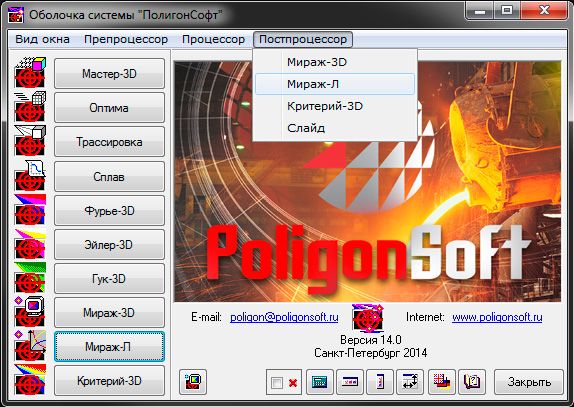 Оболочка системы "ПолигонСофт"
Вид окна Препроцессор Процессор Постпроцессор
Мираж-3D
Мираж-Л
Критерий-3D
Слайд
Мастер-3D
Оптима
Трассировка
Сплав
Фурье-3D
Эйлер-3D
Гук-3D
Мираж-3D
Мираж-Л
Критерий-3D
PoligonSoft
E-mail: poligon@poligonsoft.ru Internet: www.poligonsoft.ru
Версия 14.0
Санкт-Петербург 2014
Закрыть